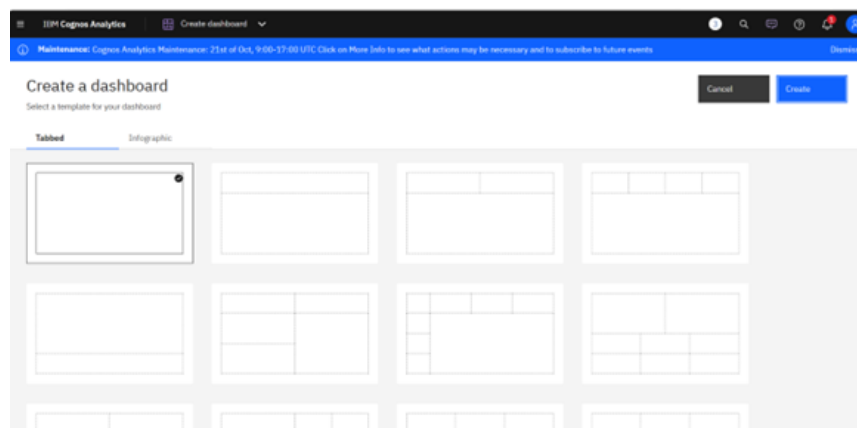 IBM Cognos Analytics Create dashboard
Maintenance: Cognos Analytics Maintenance: 21st of Oct, 9:00-17:00 UTC Click on More Info to see what actions may be necessary and to subscribe to future events Dismiss
Create a dashboard
Select a template for your dashboard
Cancel Create
Tabbed Infographic